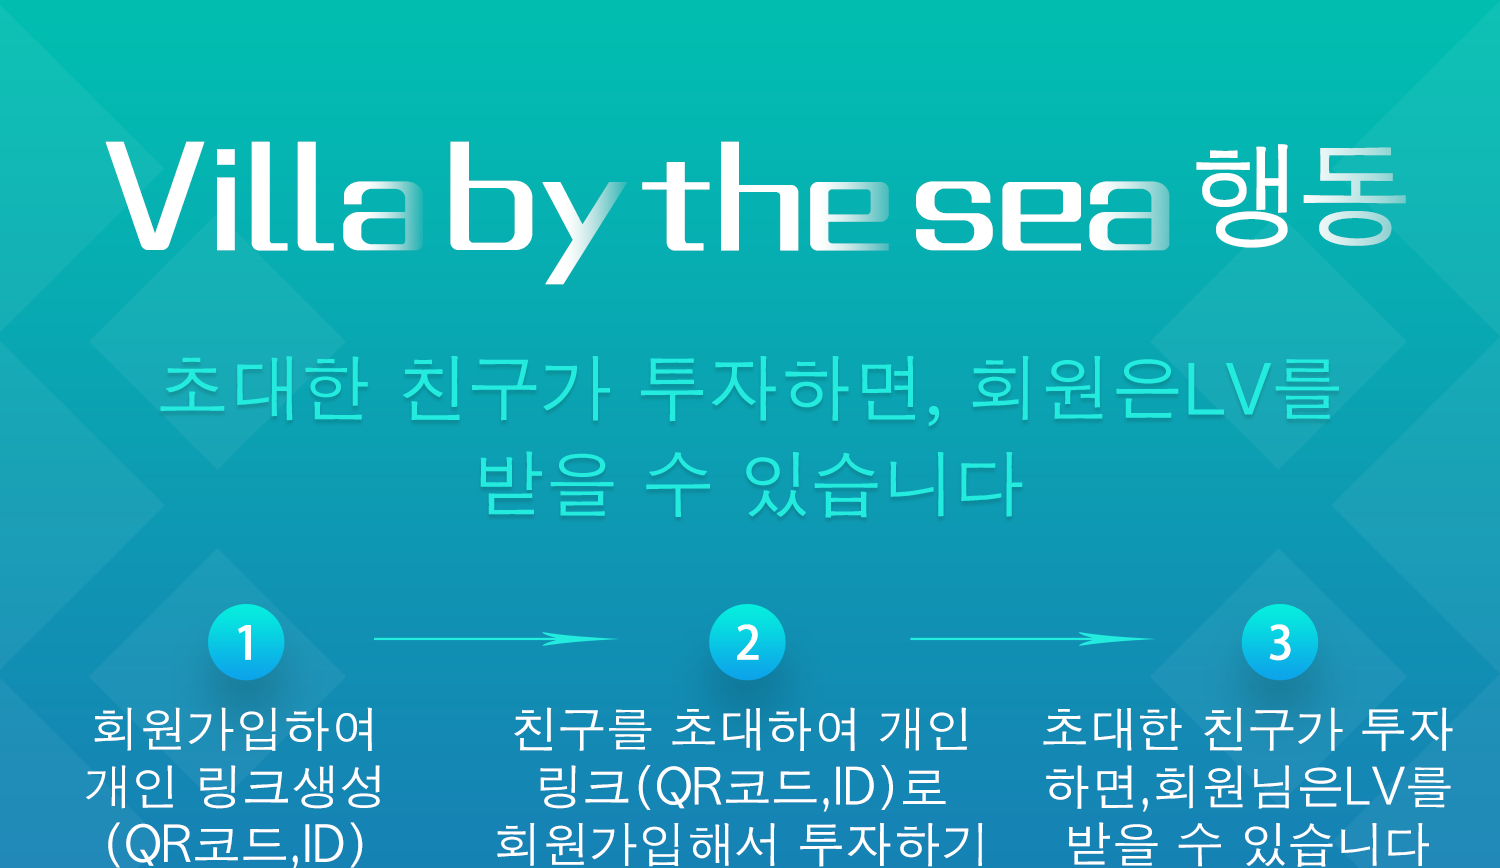 Villa by the sea 행동
초대한 친구가 투자하면, 회원은LV를
받을 수 있습니다
1
회원가입하여
개인 링크생성
(QR코드,ID)
2
친구를 초대하여 개인
링크(QR코드,ID)로
회원가입해서 투자하기
3
초대한 친구가 투자
하면,회원님은LV를
받을 수 있습니다